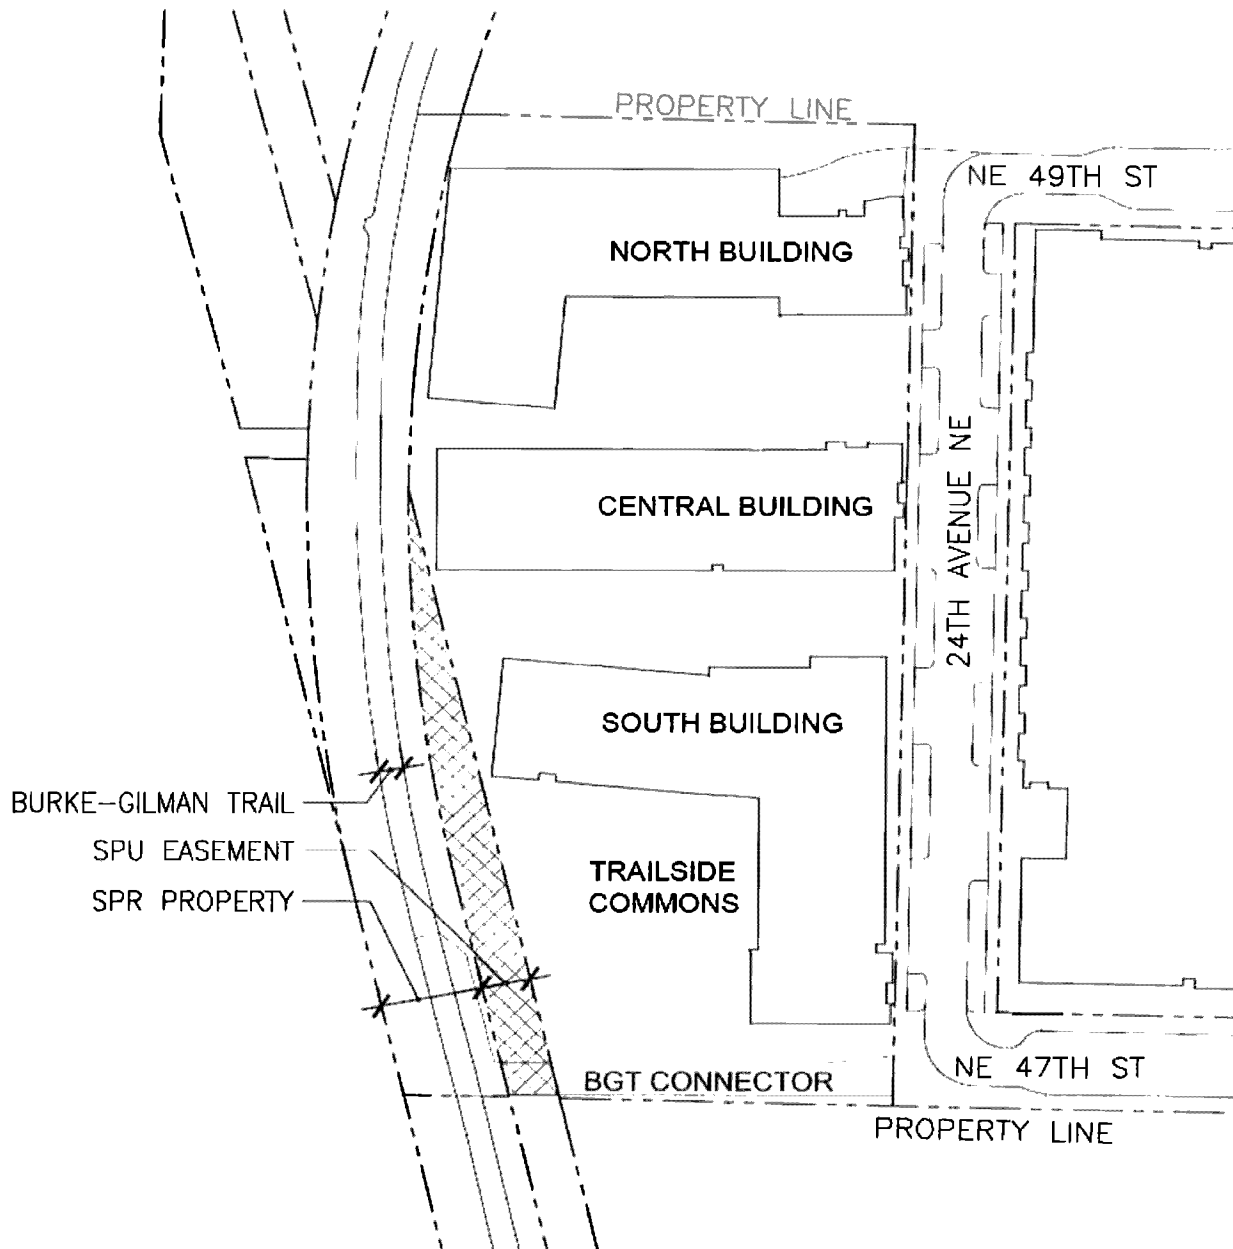 PROPERTY LINE
NE 49TH ST
NORTH BUILDING
24TH AVENUE NE
CENTRAL BUILDING
SOUTH BUILDING
BURKE-GILMAN TRAIL
SPU EASEMENT
SPR PROPERTY
TRAILSIDE
COMMONS
BGT CONNECTOR
NE 47TH ST
PROPERTY LINE